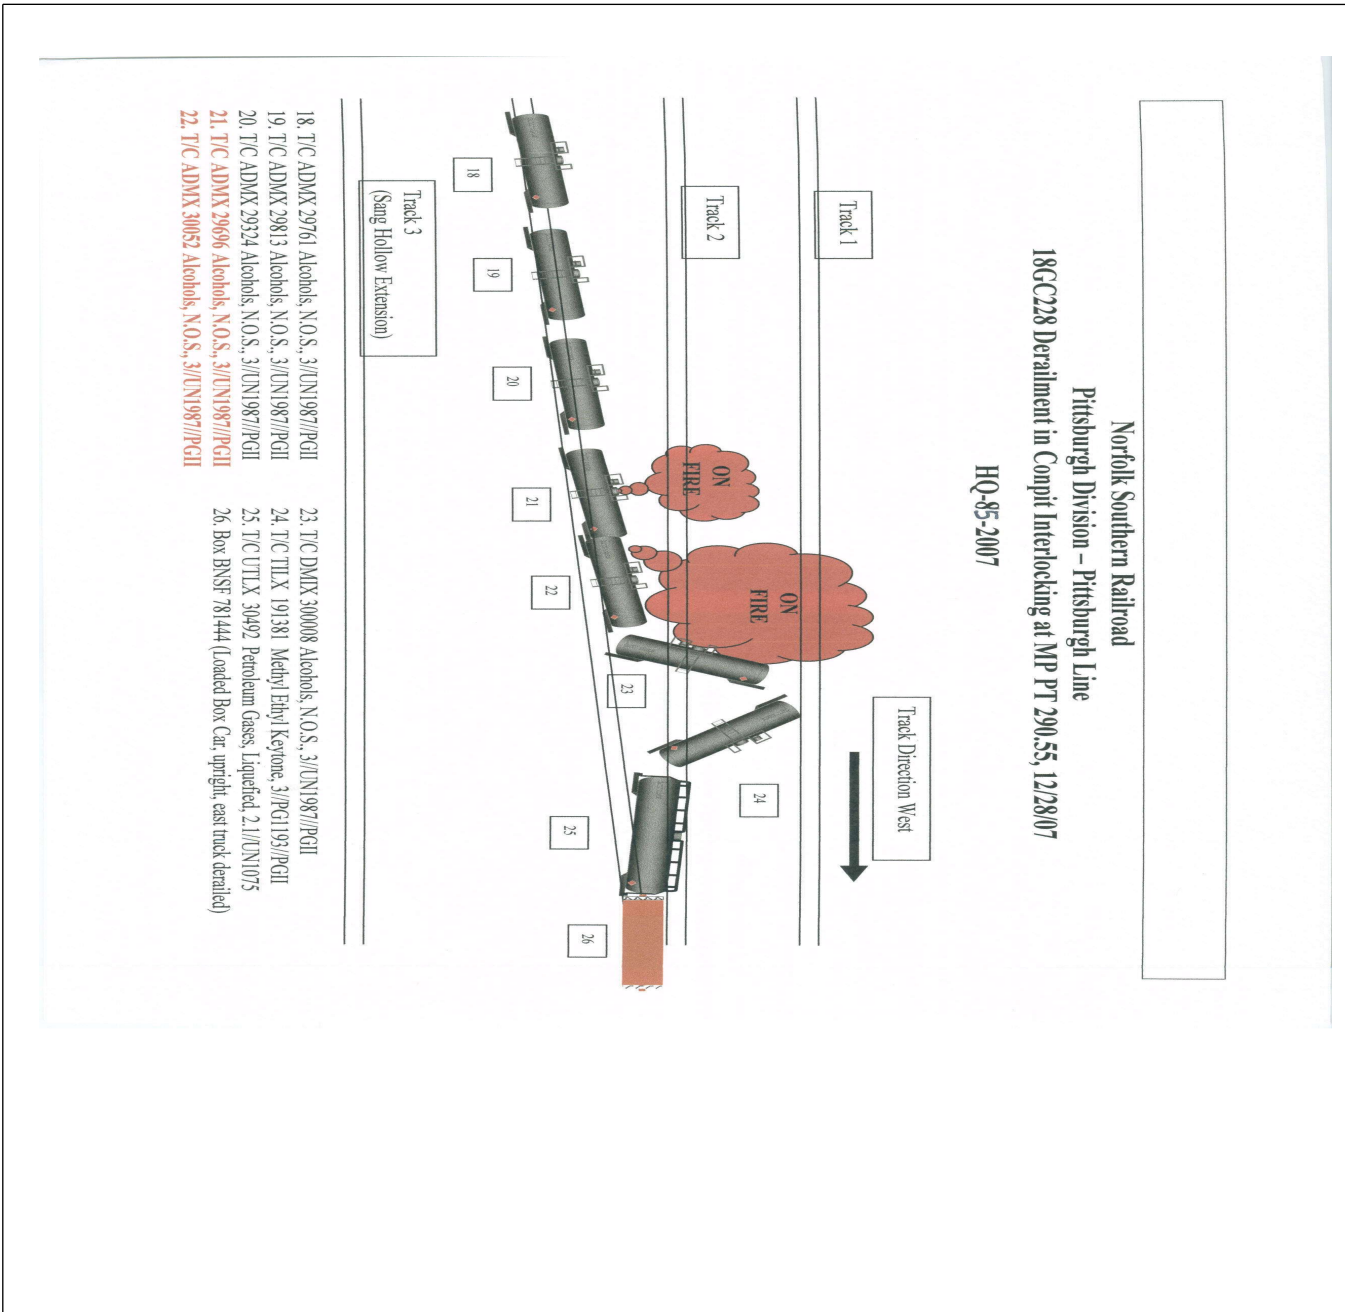 Norfolk Southern Railroad
Pittsburgh Division – Pittsburgh Line
18GC228 Derailment in Conpit Interlocking at MP PT 290.55, 12/28/07
HQ-85-2007
Track Direction West
Track 1
Track 2
ON
FIRE
ON
FIRE
24
18
19
20
21
22
23
25
26
Track 3
(Sang Hollow Extension)
18. T/C ADMX 29761 Alcohols, N.O.S., 3//UN1987//PGII
19. T/C ADMX 29813 Alcohols, N.O.S., 3//UN1987//PGII
20. T/C ADMX 29324 Alcohols, N.O.S., 3//UN1987//PGII
21. T/C ADMX 29696 Alcohols, N.O.S., 3//UN1987//PGII
22. T/C ADMX 30052 Alcohols, N.O.S., 3//UN1987//PGII
23. T/C DMIX 300008 Alcohols, N.O.S., 3//UN1987//PGII
24. T/C TILX 191381 Methyl Ethyl Keytone, 3//PG1193//PGII
25. T/C UTLX 30492 Petroleum Gases, Liquefied, 2.1//UN1075
26. Box BNSF 781444 (Loaded Box Car, upright, east truck derailed)